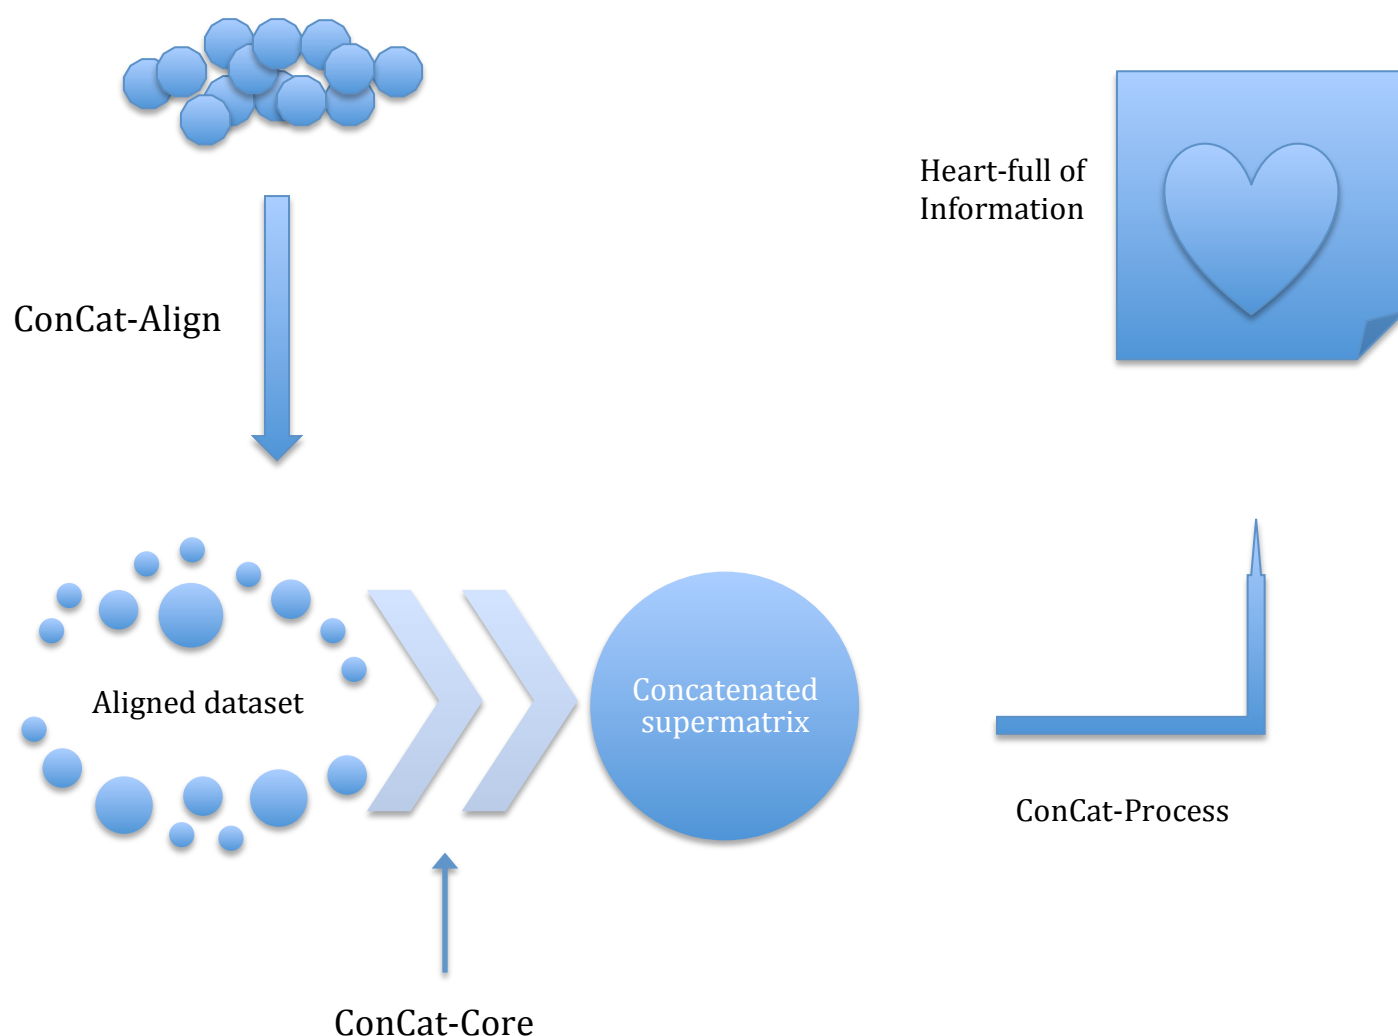 Heart-full of
Information
ConCat-Align
Aligned dataset
Concatenated
supermatrix
ConCat-Process
ConCat-Core